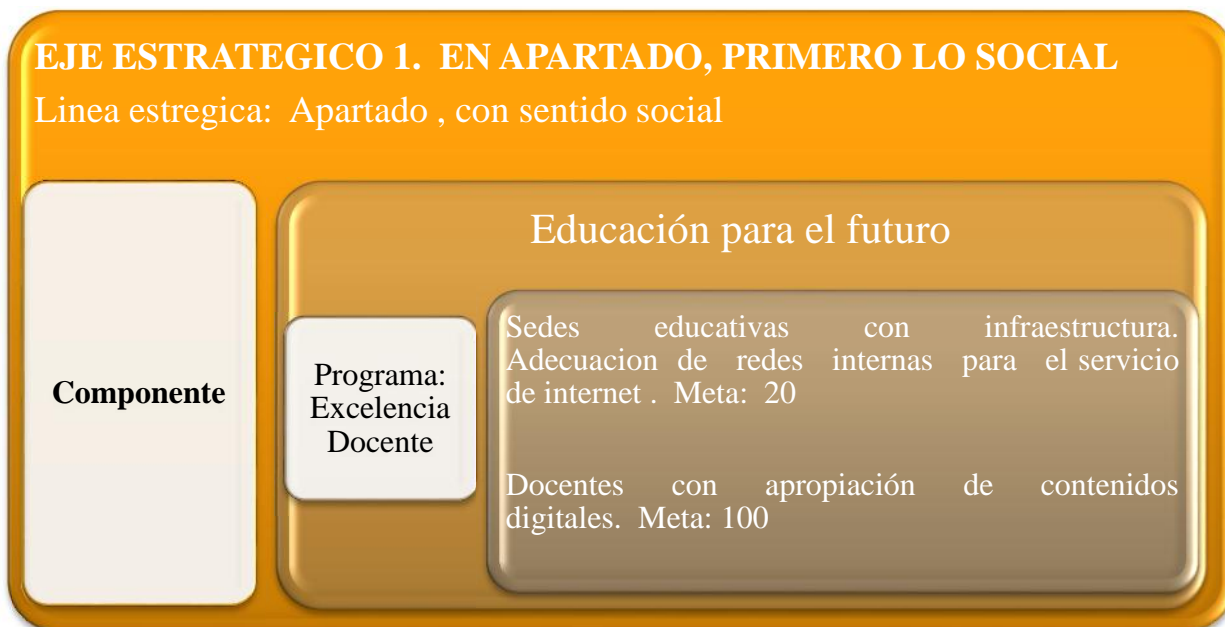 EJE ESTRATEGICO 1. EN APARTADO, PRIMERO LO SOCIAL
Linea estregica: Apartado , con sentido social
Componente
Educación para el futuro
Programa:
Excelencia
Docente
Sedes educativas con infraestructura.
Adecuacion de redes internas para el servicio
de internet . Meta: 20
Docentes con apropiación de contenidos
digitales. Meta: 100